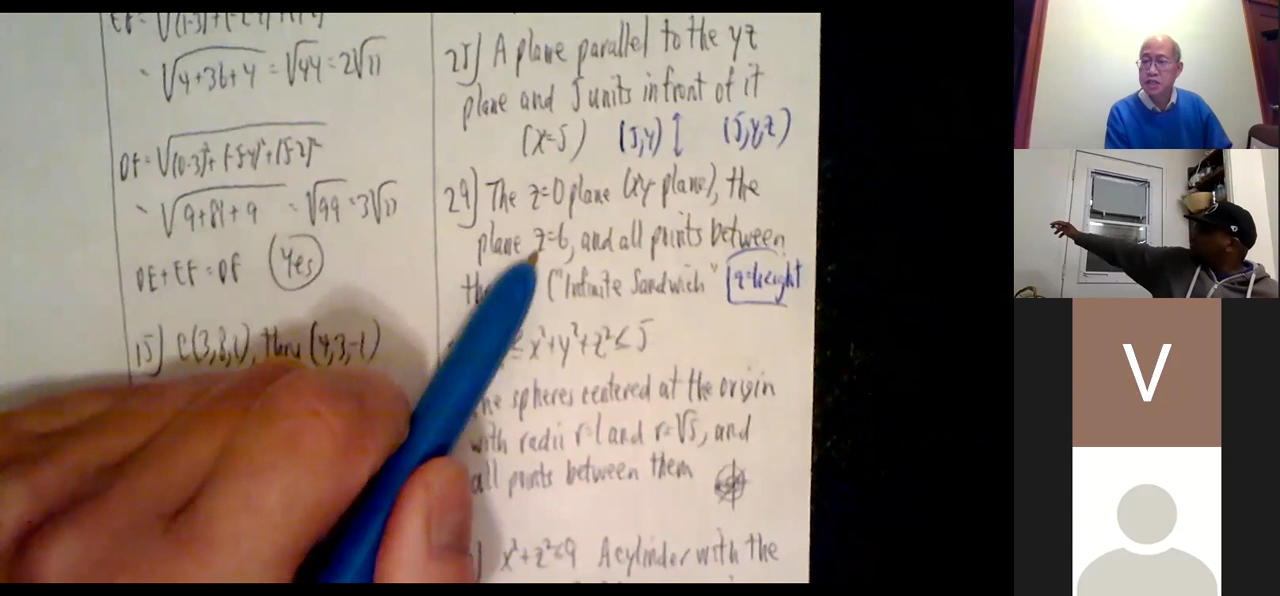 √(4+36+4 = √44 = 2√11
DF = √(0-3)²+(-5-4)²+(5-2)²
= √9+81+9 = √99 = 3√11
DE+EF=DF Yes
15) C(3,8,1), thru (4,3,-1)
25) A plane parallel to the yz
plane and 5 units in front of it
(x=5) (5,y) (5,y,z)
29) The z=0 plane (xy plane), the
plane z=6, and all points between
("Infinite Sandwich" z=height
≤ x²+y²+z² ≤ 5
spheres centered at the origin
with radii r=1 and r=√5, and
all points between them
x²+z²≤9 A cylinder with the
V